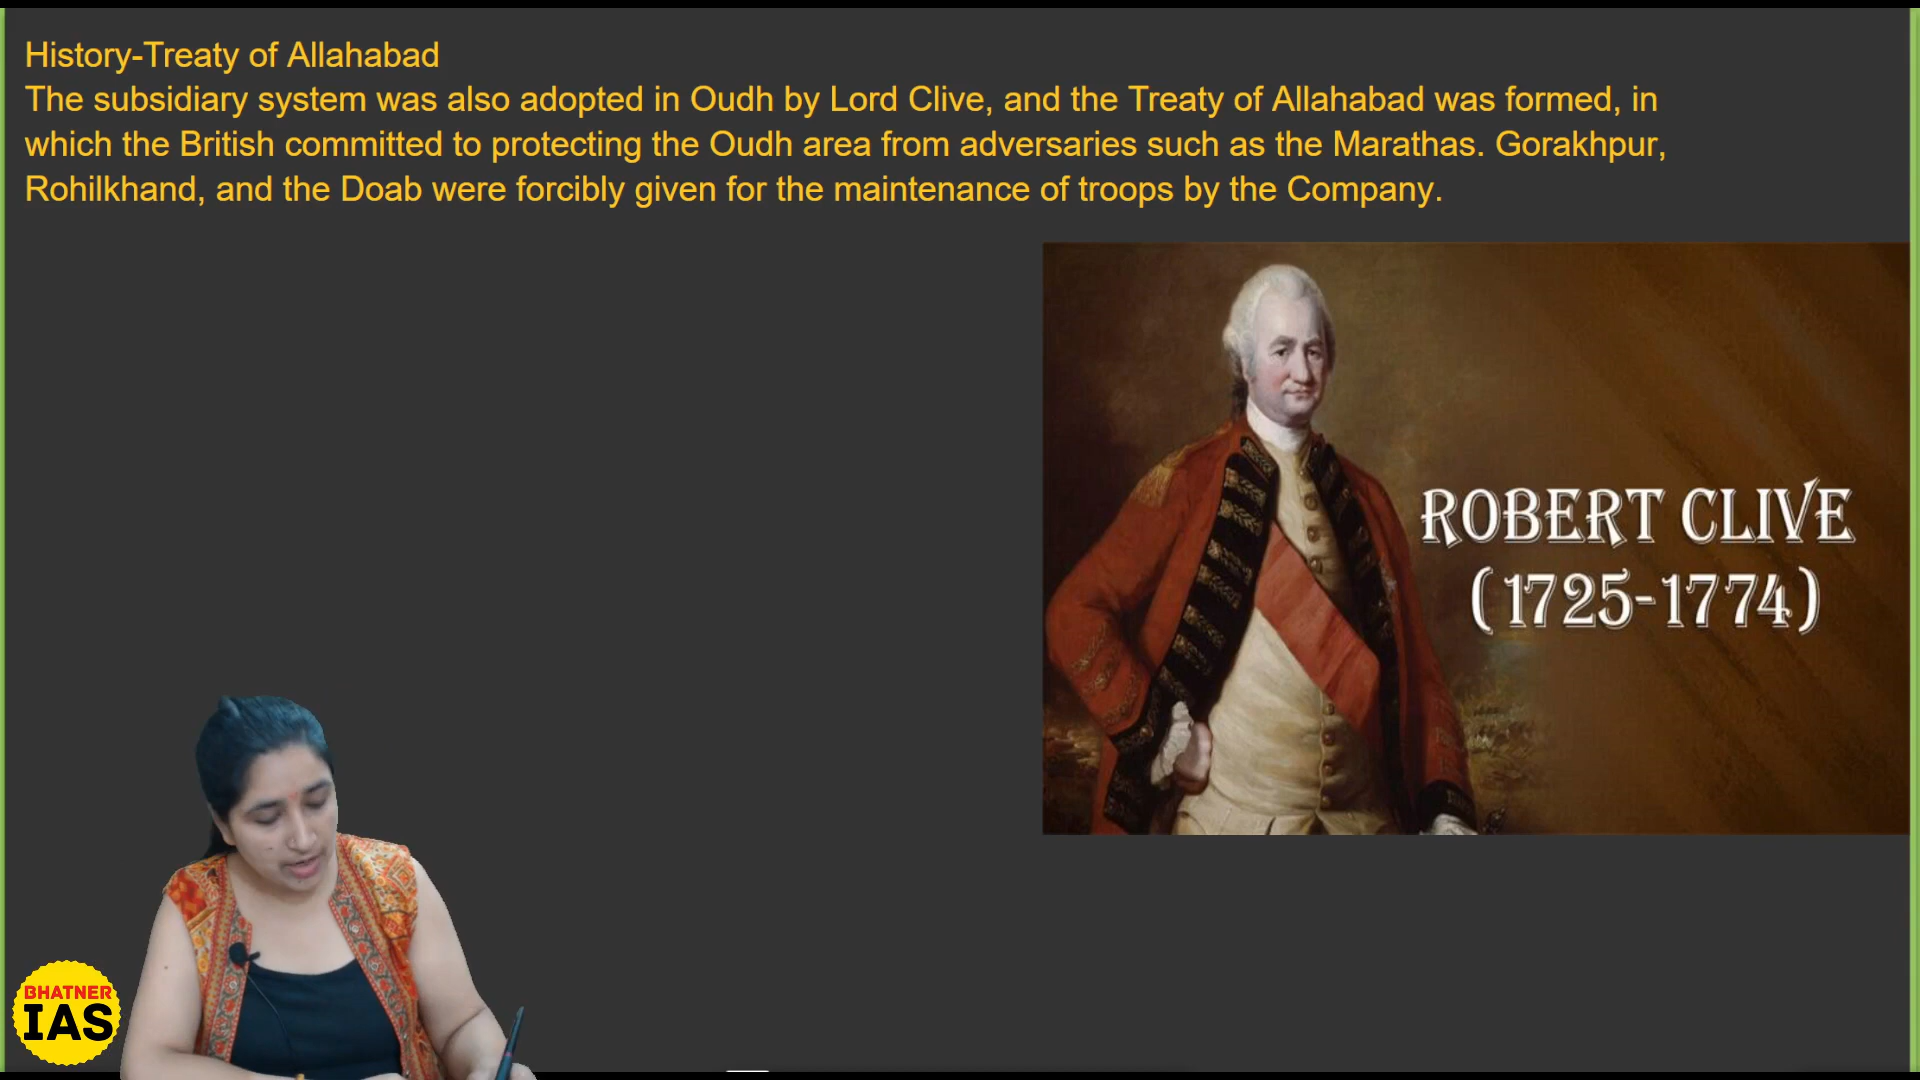 History-Treaty of Allahabad
The subsidiary system was also adopted in Oudh by Lord Clive, and the Treaty of Allahabad was formed, in
which the British committed to protecting the Oudh area from adversaries such as the Marathas. Gorakhpur,
Rohilkhand, and the Doab were forcibly given for the maintenance of troops by the Company.
ROBERT CLIVE
(1725-1774)
BHATNER
IAS